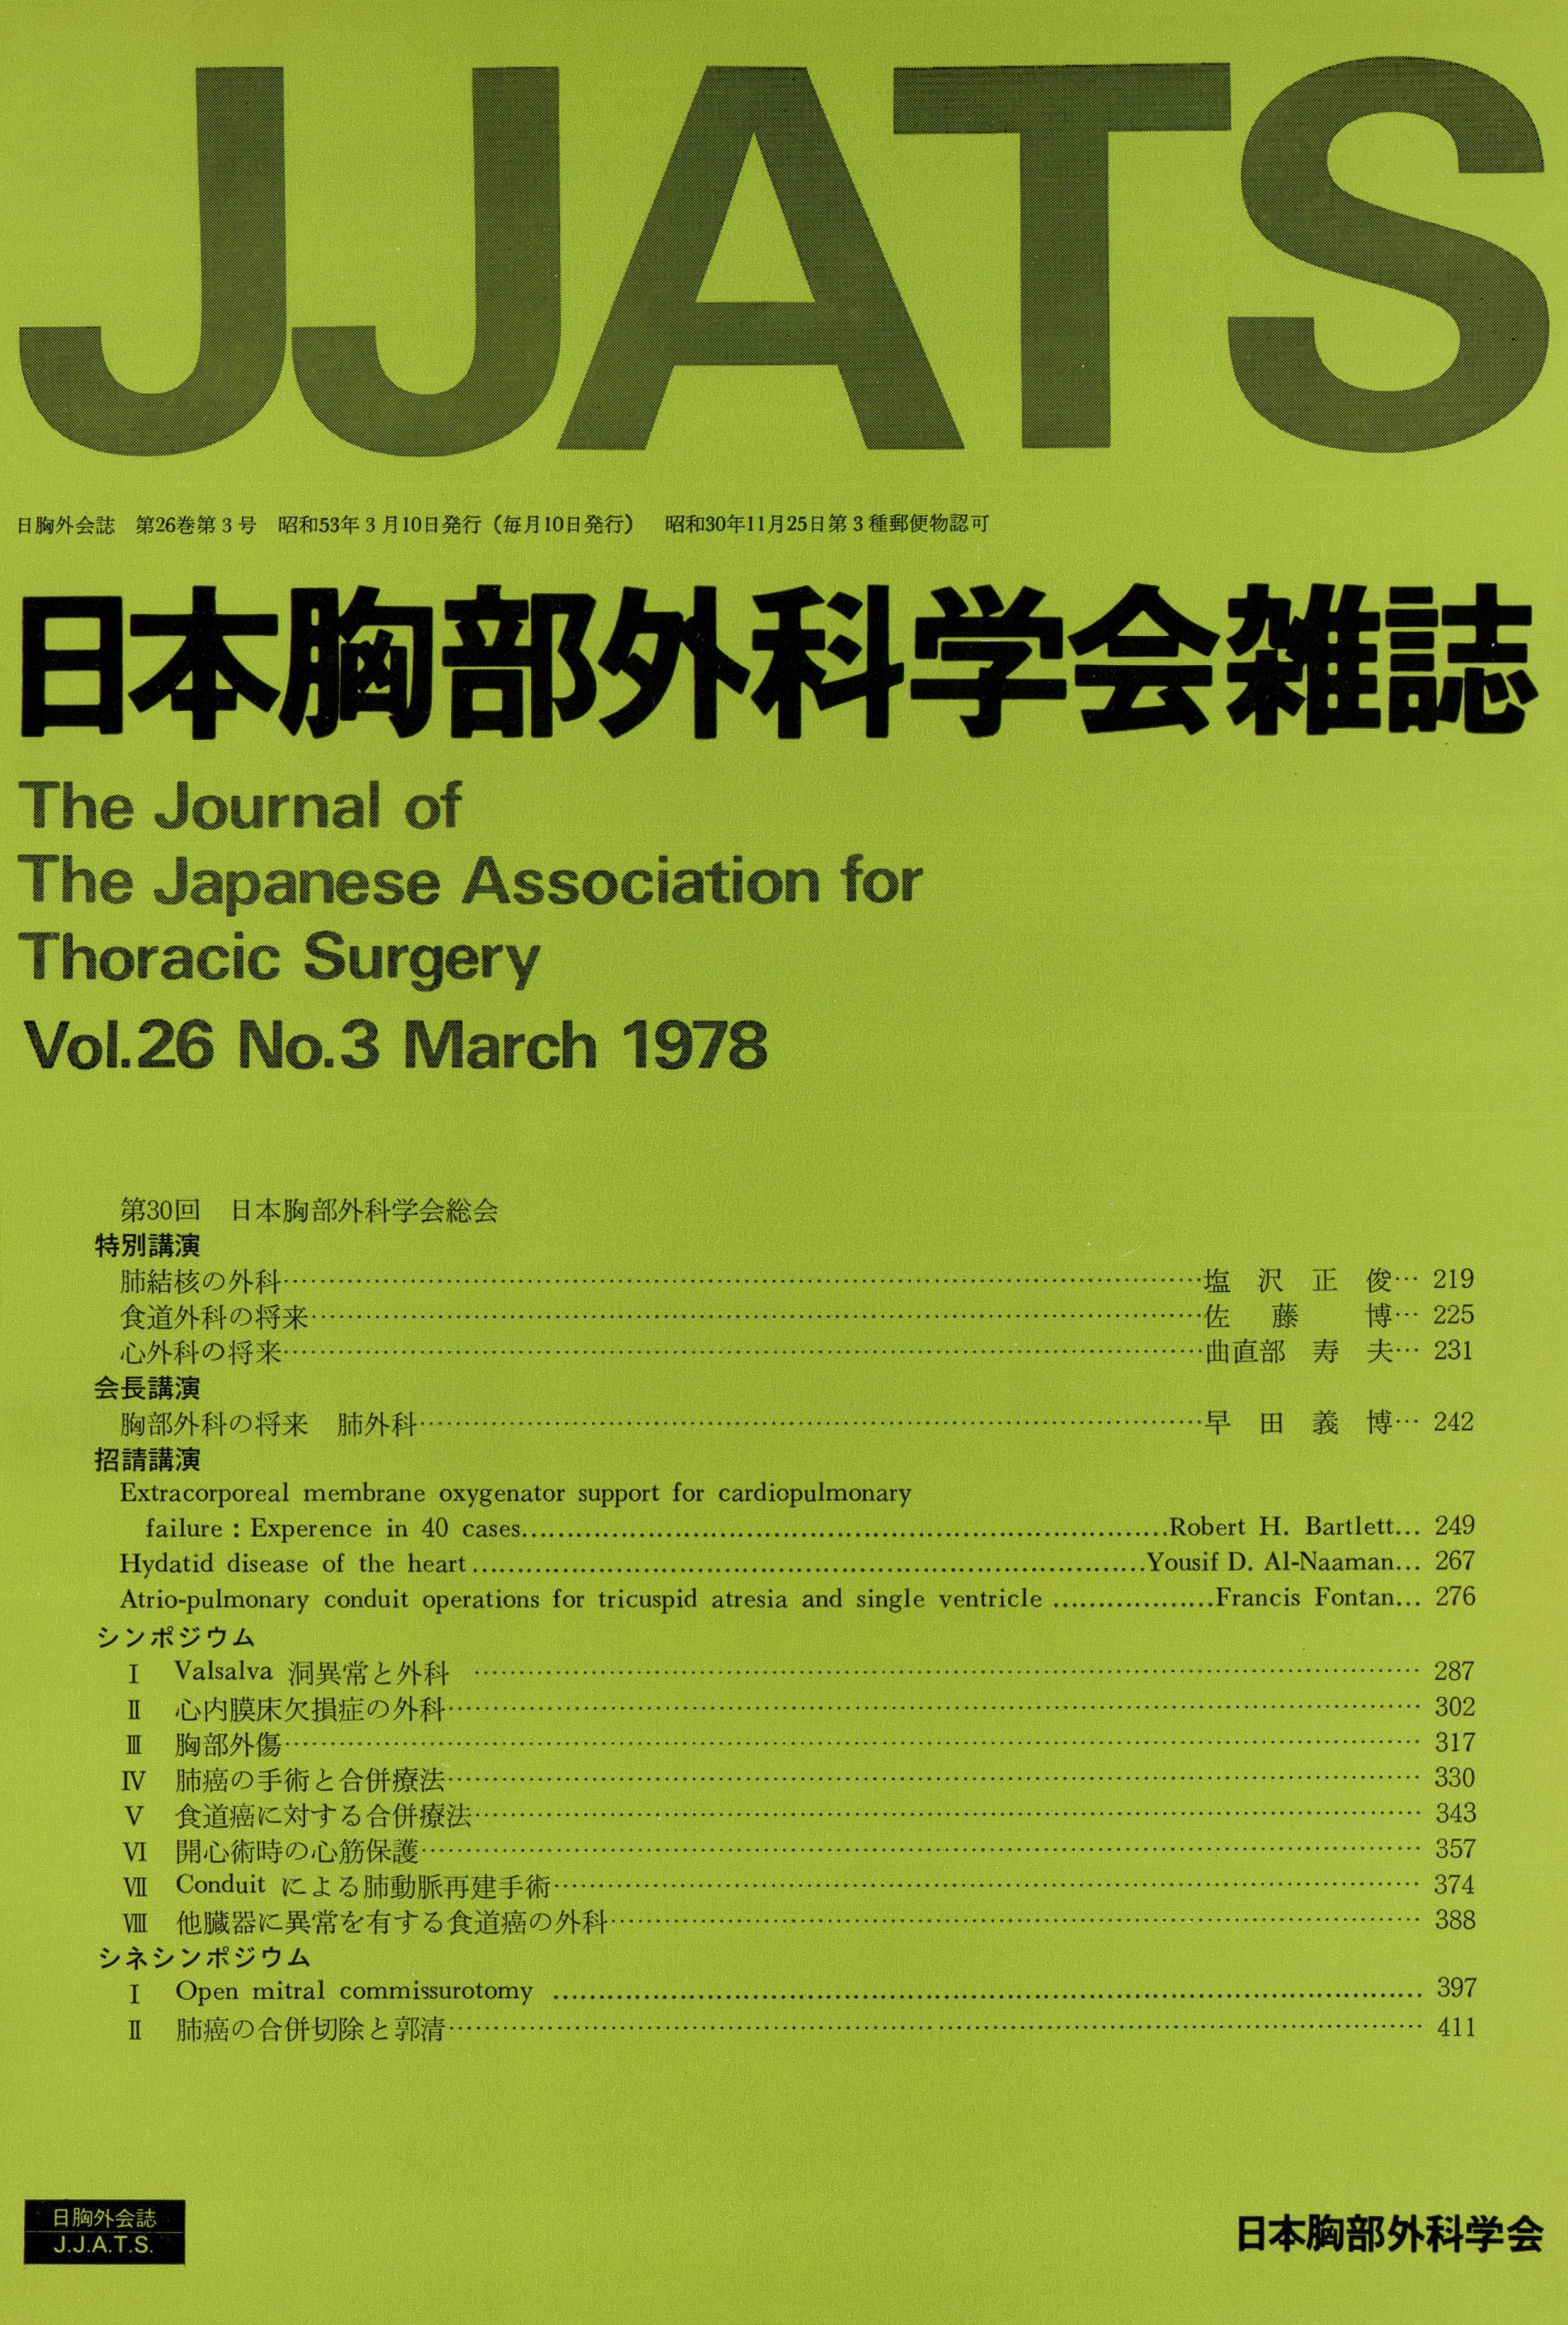 JJATS
日胸外会誌 第26巻第3号 昭和53年3月10日発行（毎月10日発行） 昭和30年11月25日第3種郵便物認可
日本胸部外科学会雑誌
The Journal of
The Japanese Association for
Thoracic Surgery
Vol.26 No.3 March 1978
第30回 日本胸部外科学会総会
特別講演
肺結核の外科……塩沢正俊… 219
食道外科の将来……佐藤博… 225
心外科の将来……曲直部寿夫… 231
会長講演
胸部外科の将来 肺外科……早田義博… 242
招請講演
Extracorporeal membrane oxygenator support for cardiopulmonary
failure : Experence in 40 cases……Robert H. Bartlett… 249
Hydatid disease of the heart……Yousif D. Al-Naaman… 267
Atrio-pulmonary conduit operations for tricuspid atresia and single ventricle ……Francis Fontan… 276
シンポジウム
Ⅰ Valsalva 洞異常と外科 …… 287
Ⅱ 心内膜床欠損症の外科…… 302
Ⅲ 胸部外傷…… 317
Ⅳ 肺癌の手術と合併療法…… 330
Ⅴ 食道癌に対する合併療法…… 343
Ⅵ 開心術時の心筋保護…… 357
Ⅶ Conduit による肺動脈再建手術…… 374
Ⅷ 他臓器に異常を有する食道癌の外科…… 388
シネシンポジウム
Ⅰ Open mitral commissurotomy …… 397
Ⅱ 肺癌の合併切除と郭清…… 411
日胸外会誌
J.J.A.T.S.
日本胸部外科学会